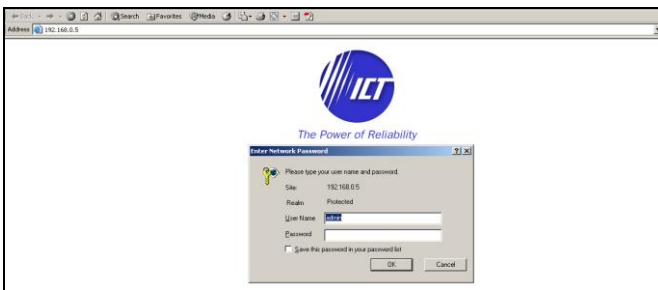 Back
Search Favorites Media
Address 192.168.0.5
ICT
The Power of Reliability
Enter Network Password
Please type your user name and password.
Site: 192.168.0.5
Realm Protected
User Name admin
Password
Save this password in your password list
OK Cancel